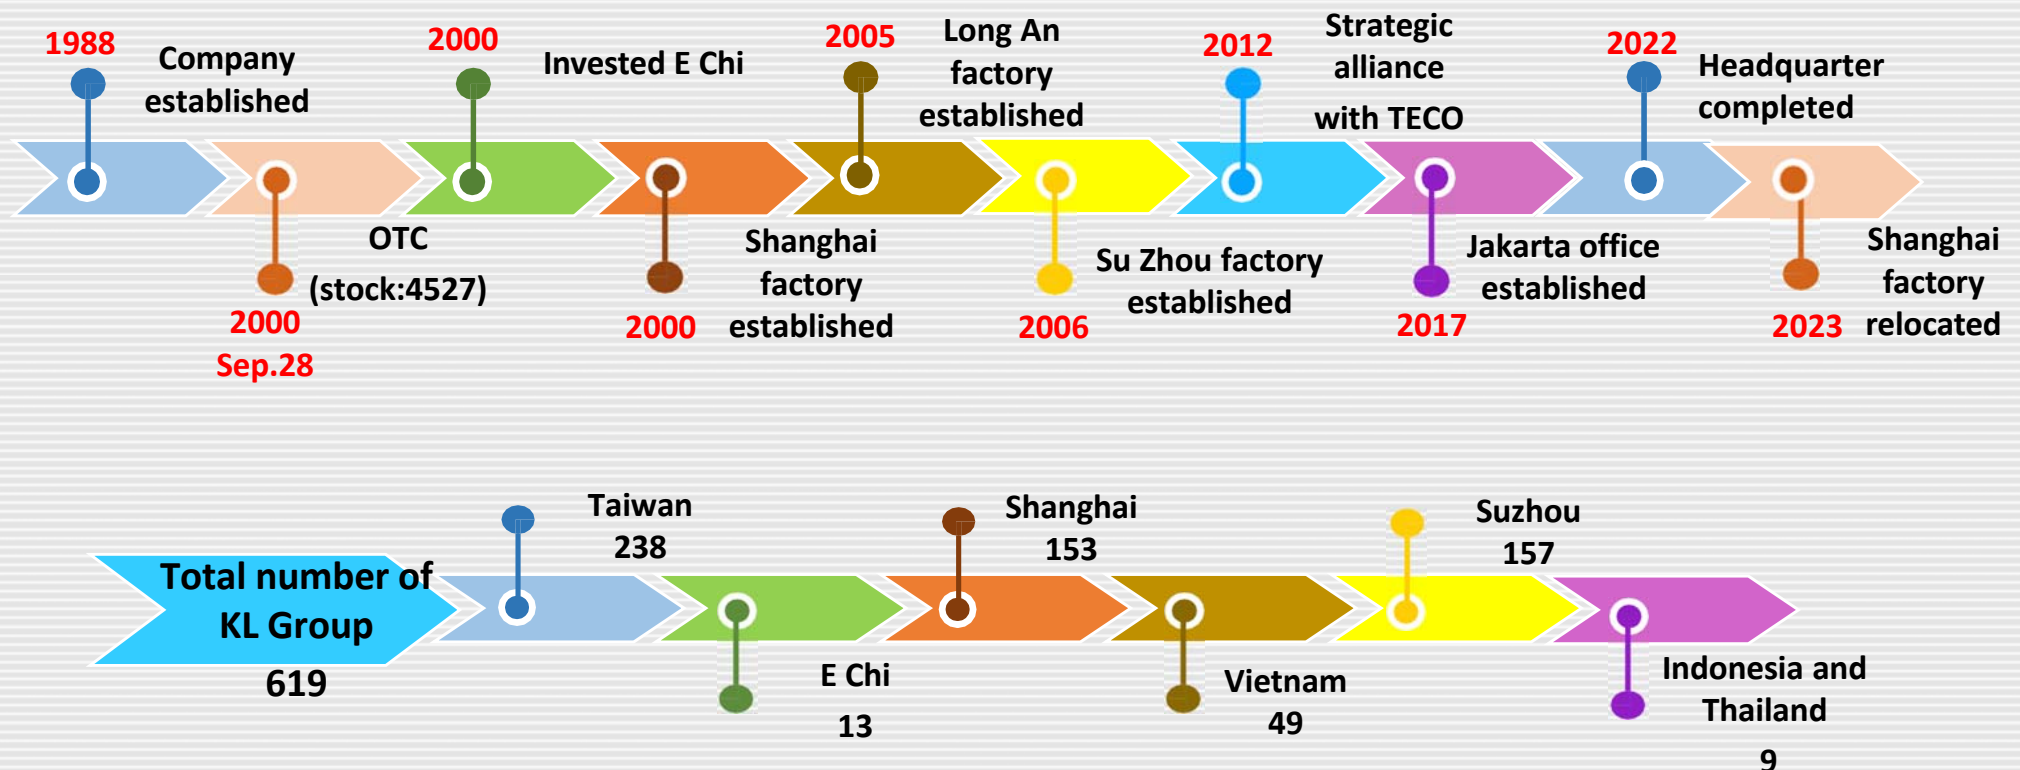 1988
Company
established
2000
Sep.28
OTC
(stock:4527)
2000
Invested E Chi
2000
Shanghai
factory
established
2005
Long An
factory
established
2006
Su Zhou factory
established
2012
Strategic
alliance
with TECO
2017
Jakarta office
established
2022
Headquarter
completed
2023
Shanghai
factory
relocated
Total number of
KL Group
619
Taiwan
238
E Chi
13
Shanghai
153
Vietnam
49
Suzhou
157
Indonesia and
Thailand
9